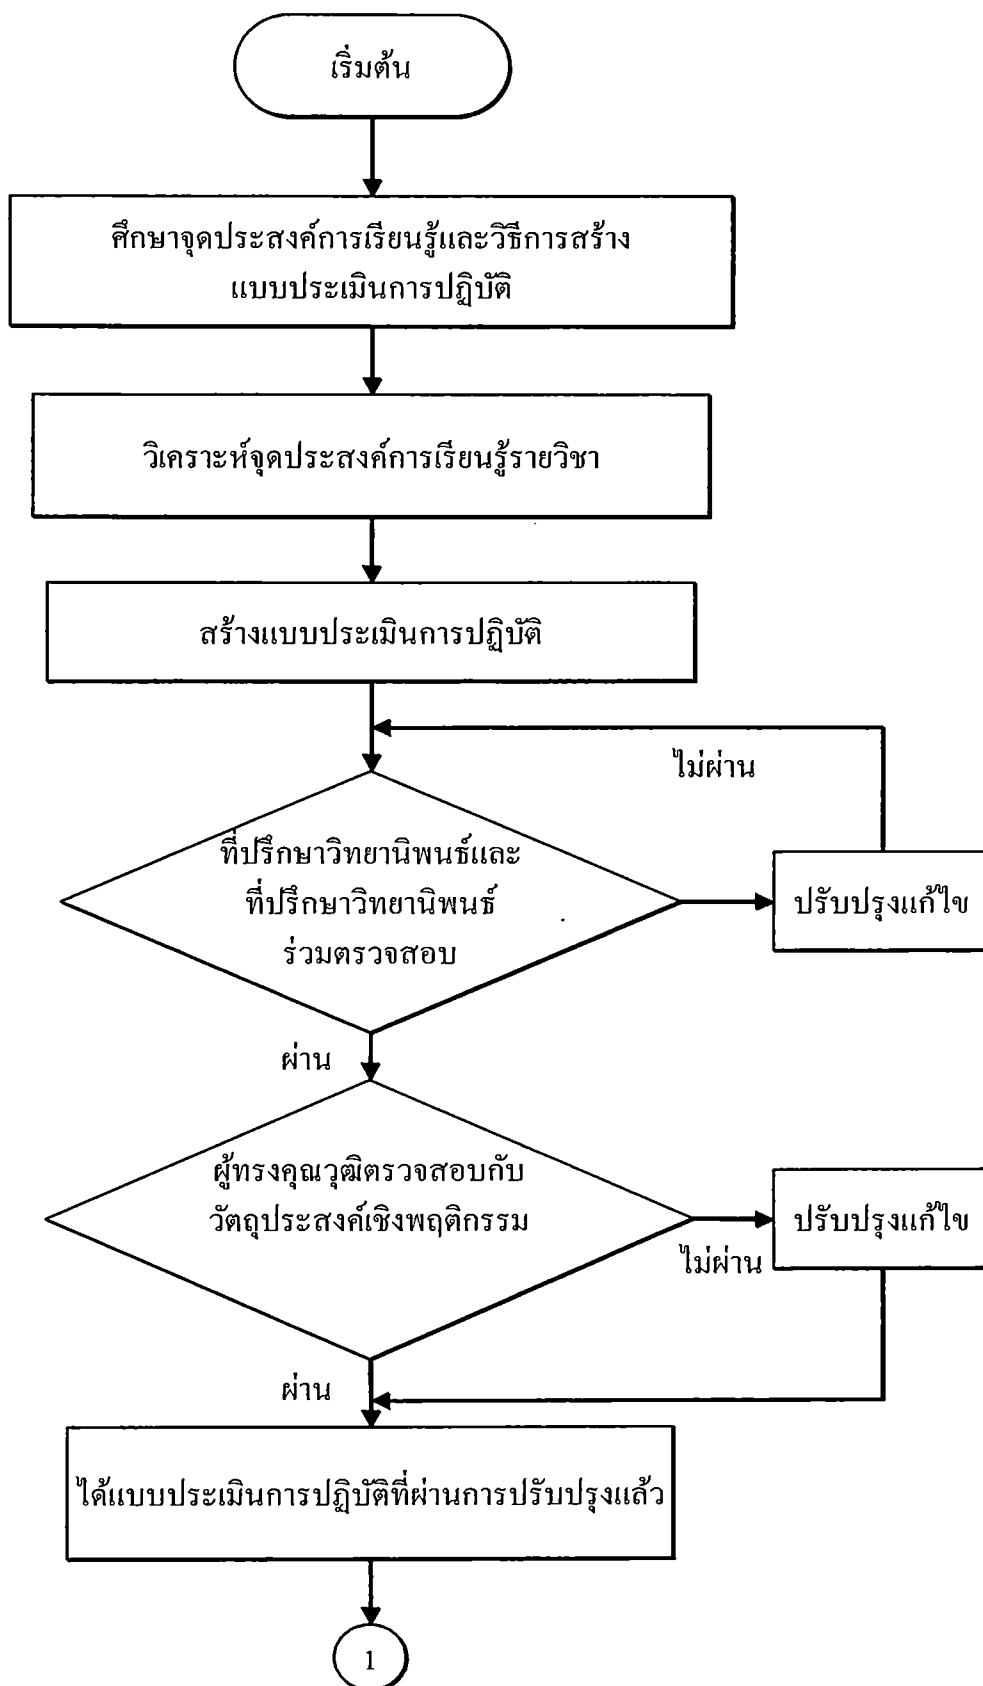 เริ่มต้น
ศึกษาจุดประสงค์การเรียนรู้และวิธีการสร้าง
แบบประเมินการปฏิบัติ
วิเคราะห์จุดประสงค์การเรียนรู้รายวิชา
สร้างแบบประเมินการปฏิบัติ
ไม่ผ่าน
ที่ปรึกษาวิทยานิพนธ์และ
ที่ปรึกษาวิทยานิพนธ์
ร่วมตรวจสอบ
ปรับปรุงแก้ไข
ผ่าน
ผู้ทรงคุณวุฒิตรวจสอบกับ
วัตถุประสงค์เชิงพฤติกรรม
ปรับปรุงแก้ไข
ไม่ผ่าน
ผ่าน
ได้แบบประเมินการปฏิบัติที่ผ่านการปรับปรุงแล้ว
1